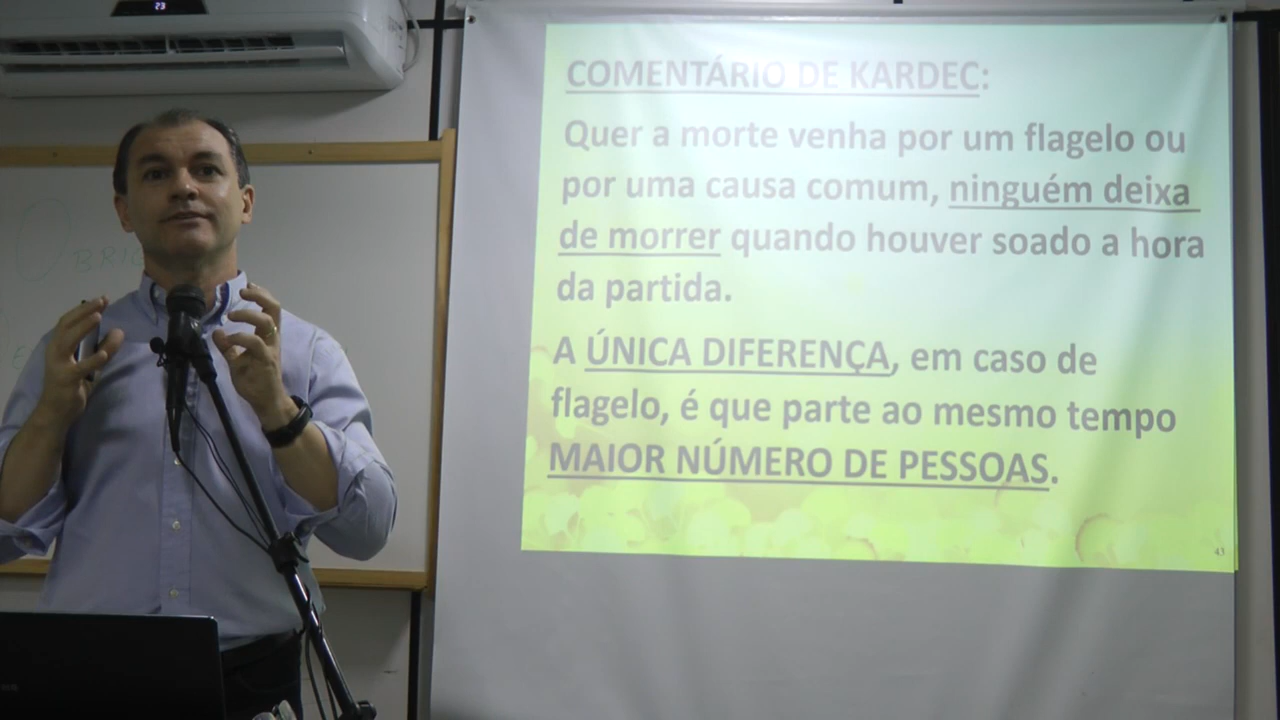 23
COMENTÁRIO DE KARDEC:
Quer a morte venha por um flagelo ou
por uma causa comum, ninguém deixa
de morrer quando houver soado a hora
da partida.
A ÚNICA DIFERENÇA, em caso de
flagelo, é que parte ao mesmo tempo
MAIOR NÚMERO DE PESSOAS.
43